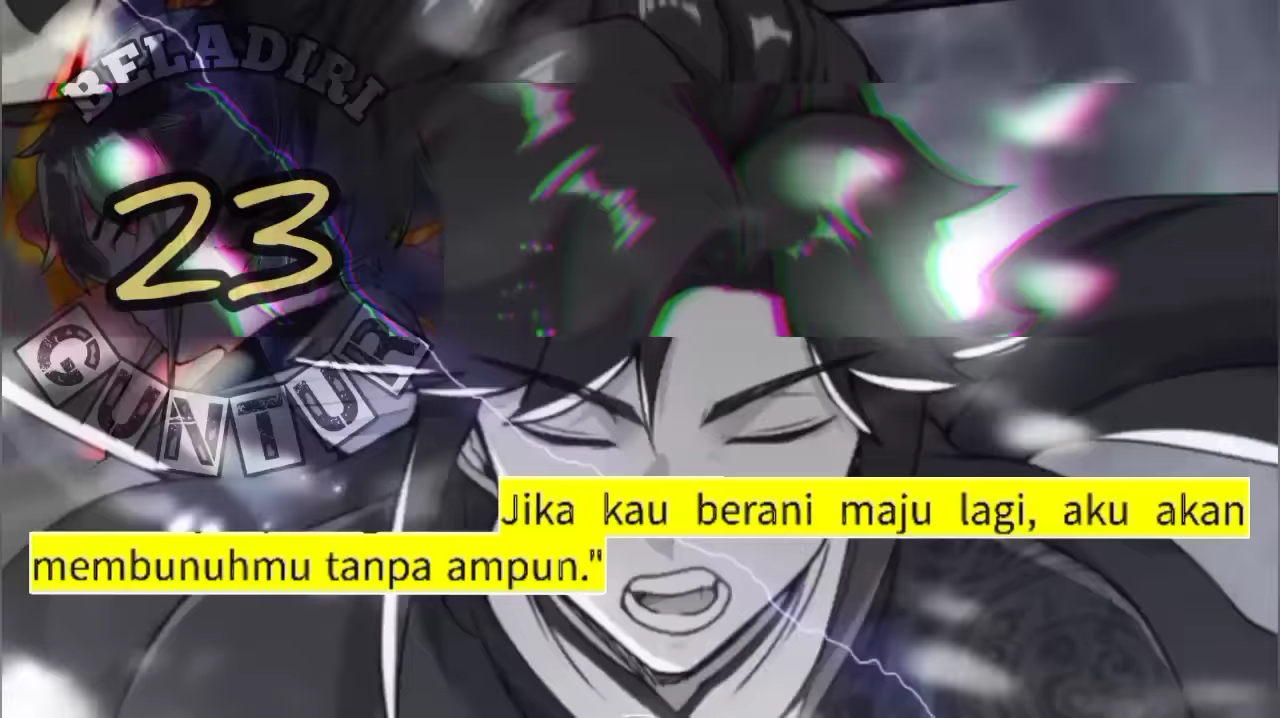 BELADIRI
23
GUNTUR
Jika kau berani maju lagi, aku akan
membunuhmu tanpa ampun."